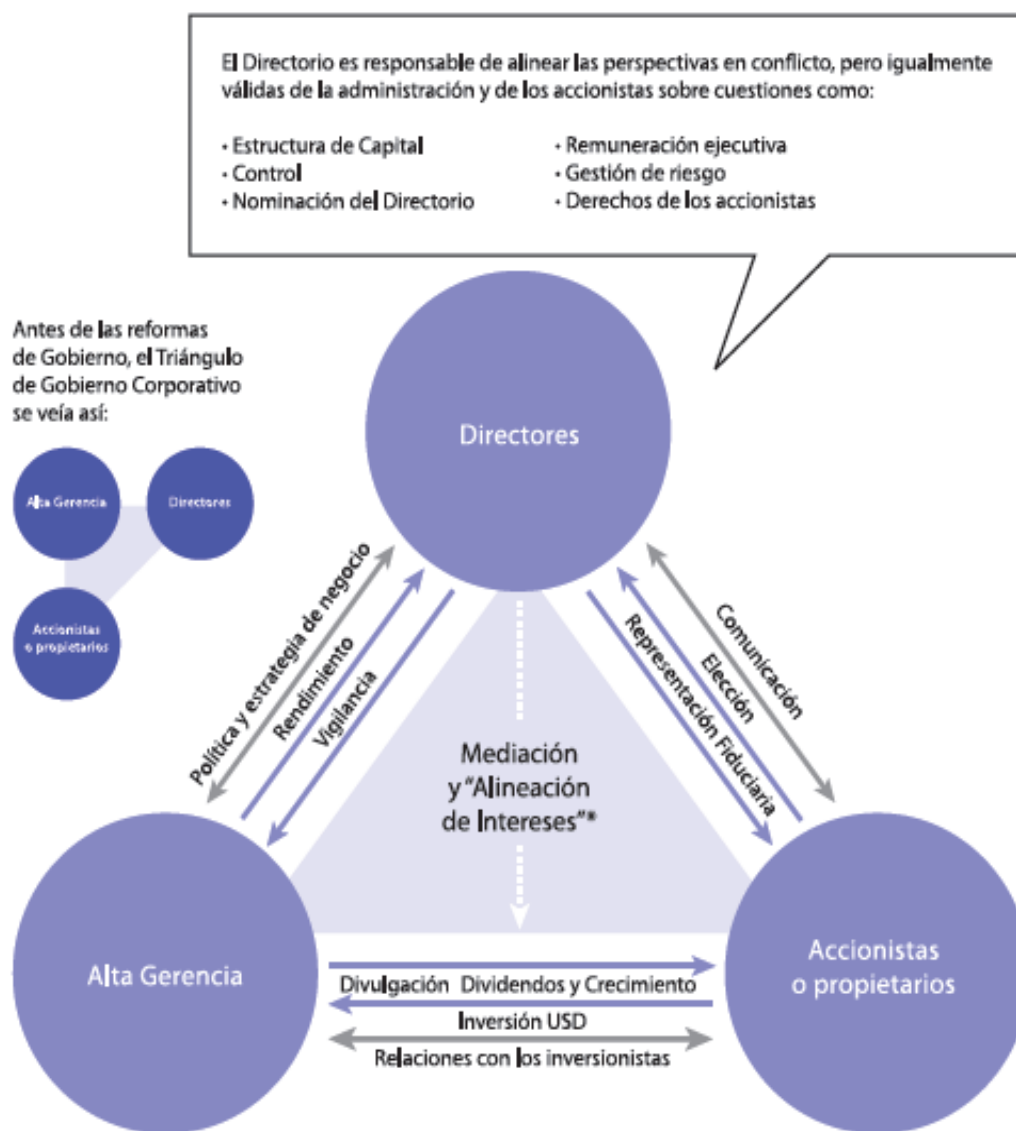 El Directorio es responsable de alinear las perspectivas en conflicto, pero igualmente
válidas de la administración y de los accionistas sobre cuestiones como:
• Estructura de Capital
• Control
• Nominación del Directorio
• Remuneración ejecutiva
• Gestión de riesgo
• Derechos de los accionistas
Antes de las reformas
de Gobierno, el Triángulo
de Gobierno Corporativo
se veía así:
Alta Gerencia
Directores
Accionistas
o propietarios
Directores
Política y estrategia de negocio
Rendimiento
Vigilancia
Comunicación
Elección
Representación Fiduciaria
Mediación
y "Alineación
de Intereses"®
Alta Gerencia
Accionistas
o propietarios
Divulgación Dividendos y Crecimiento
Inversión USD
Relaciones con los inversionistas